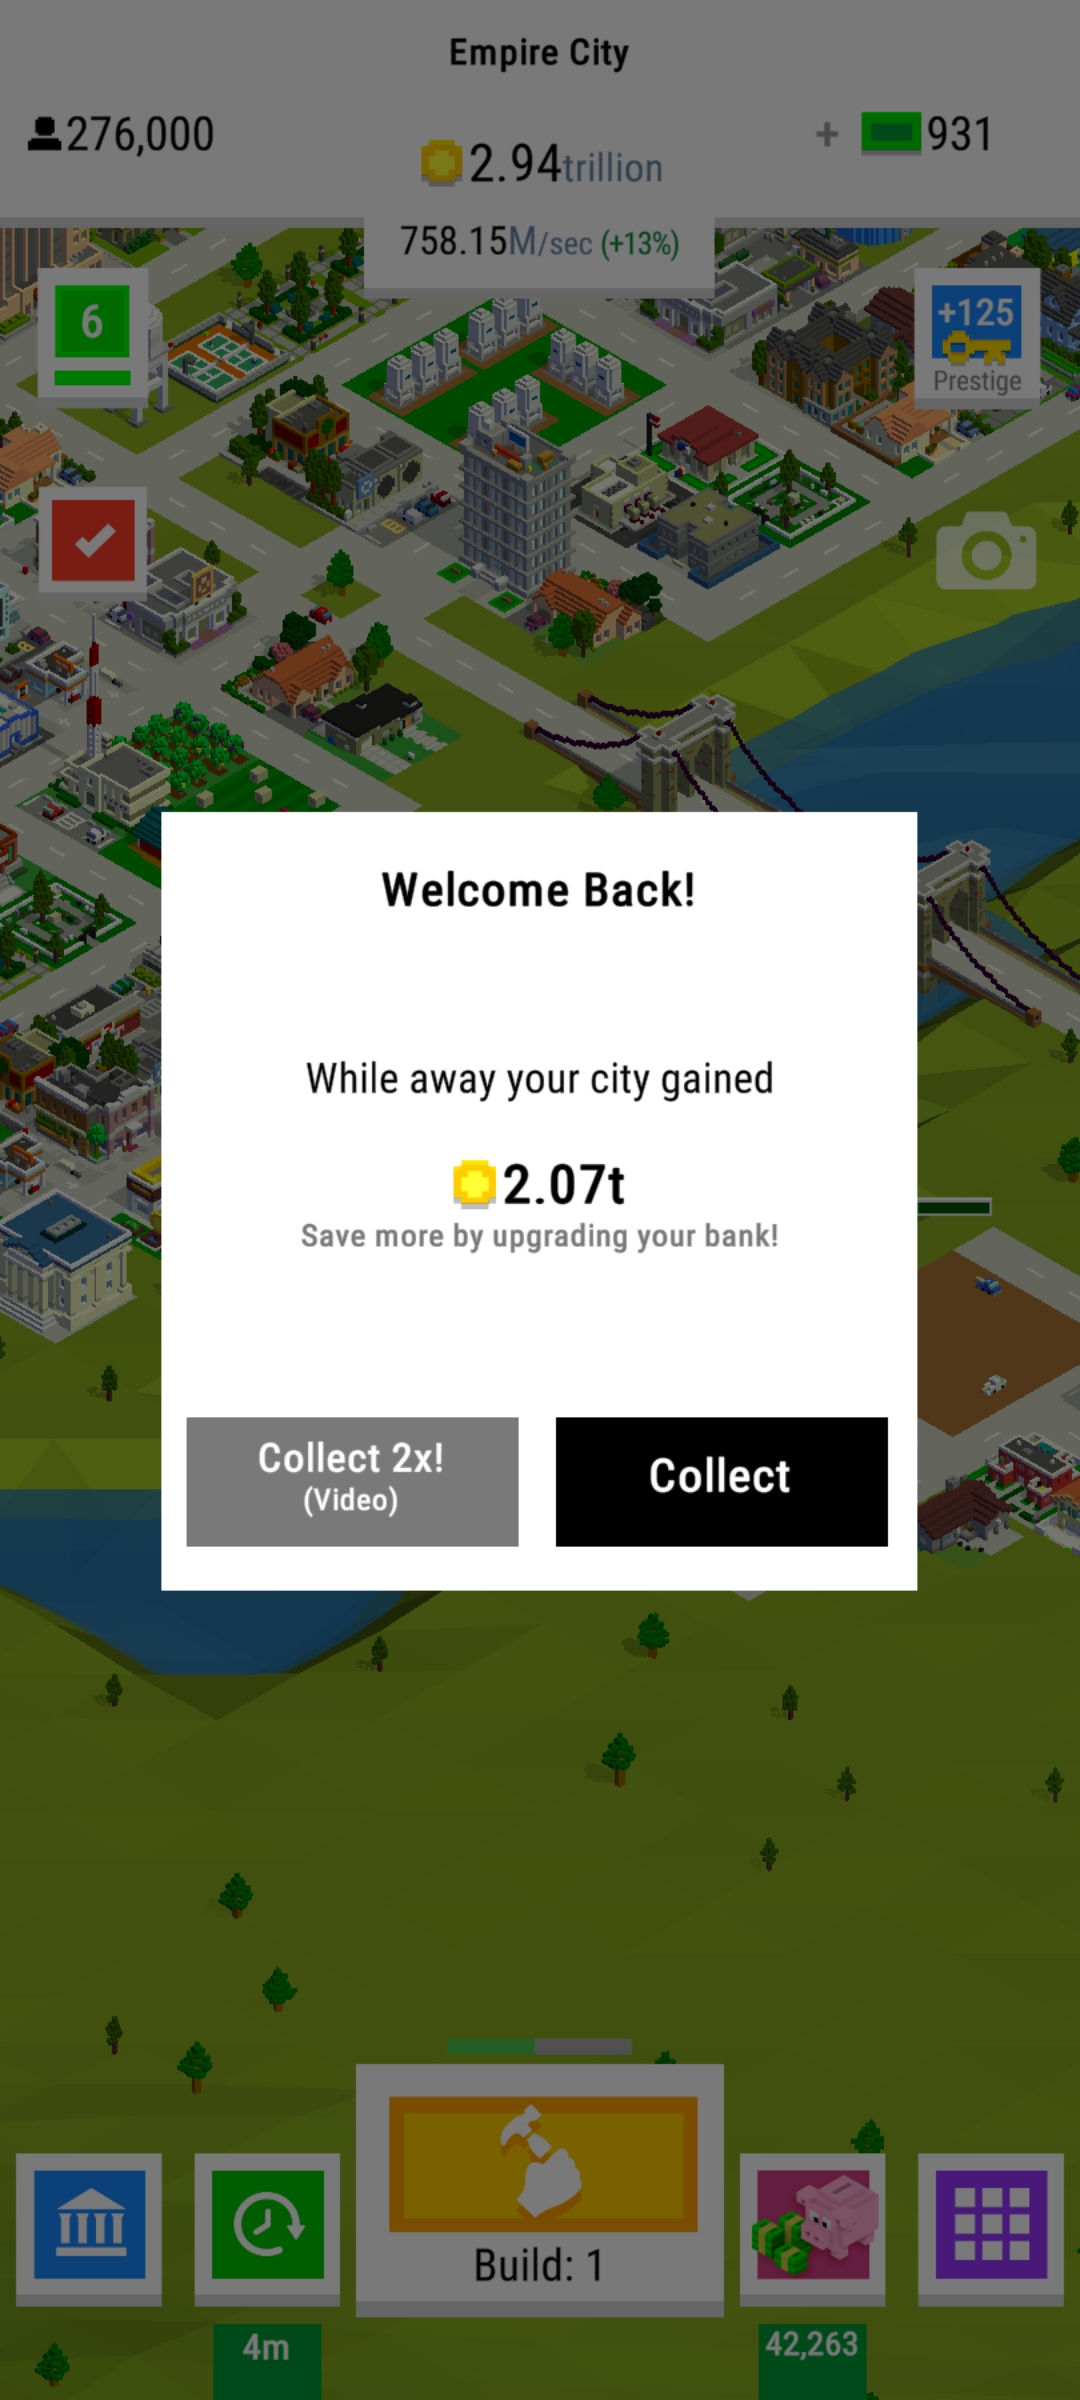 Empire City
276,000
2.94trillion
+ 931
758.15M/sec (+13%)
6
+125
Prestige
Welcome Back!
While away your city gained
2.07t
Save more by upgrading your bank!
Collect 2x!
(Video)
Collect
Build: 1
4m
42,263